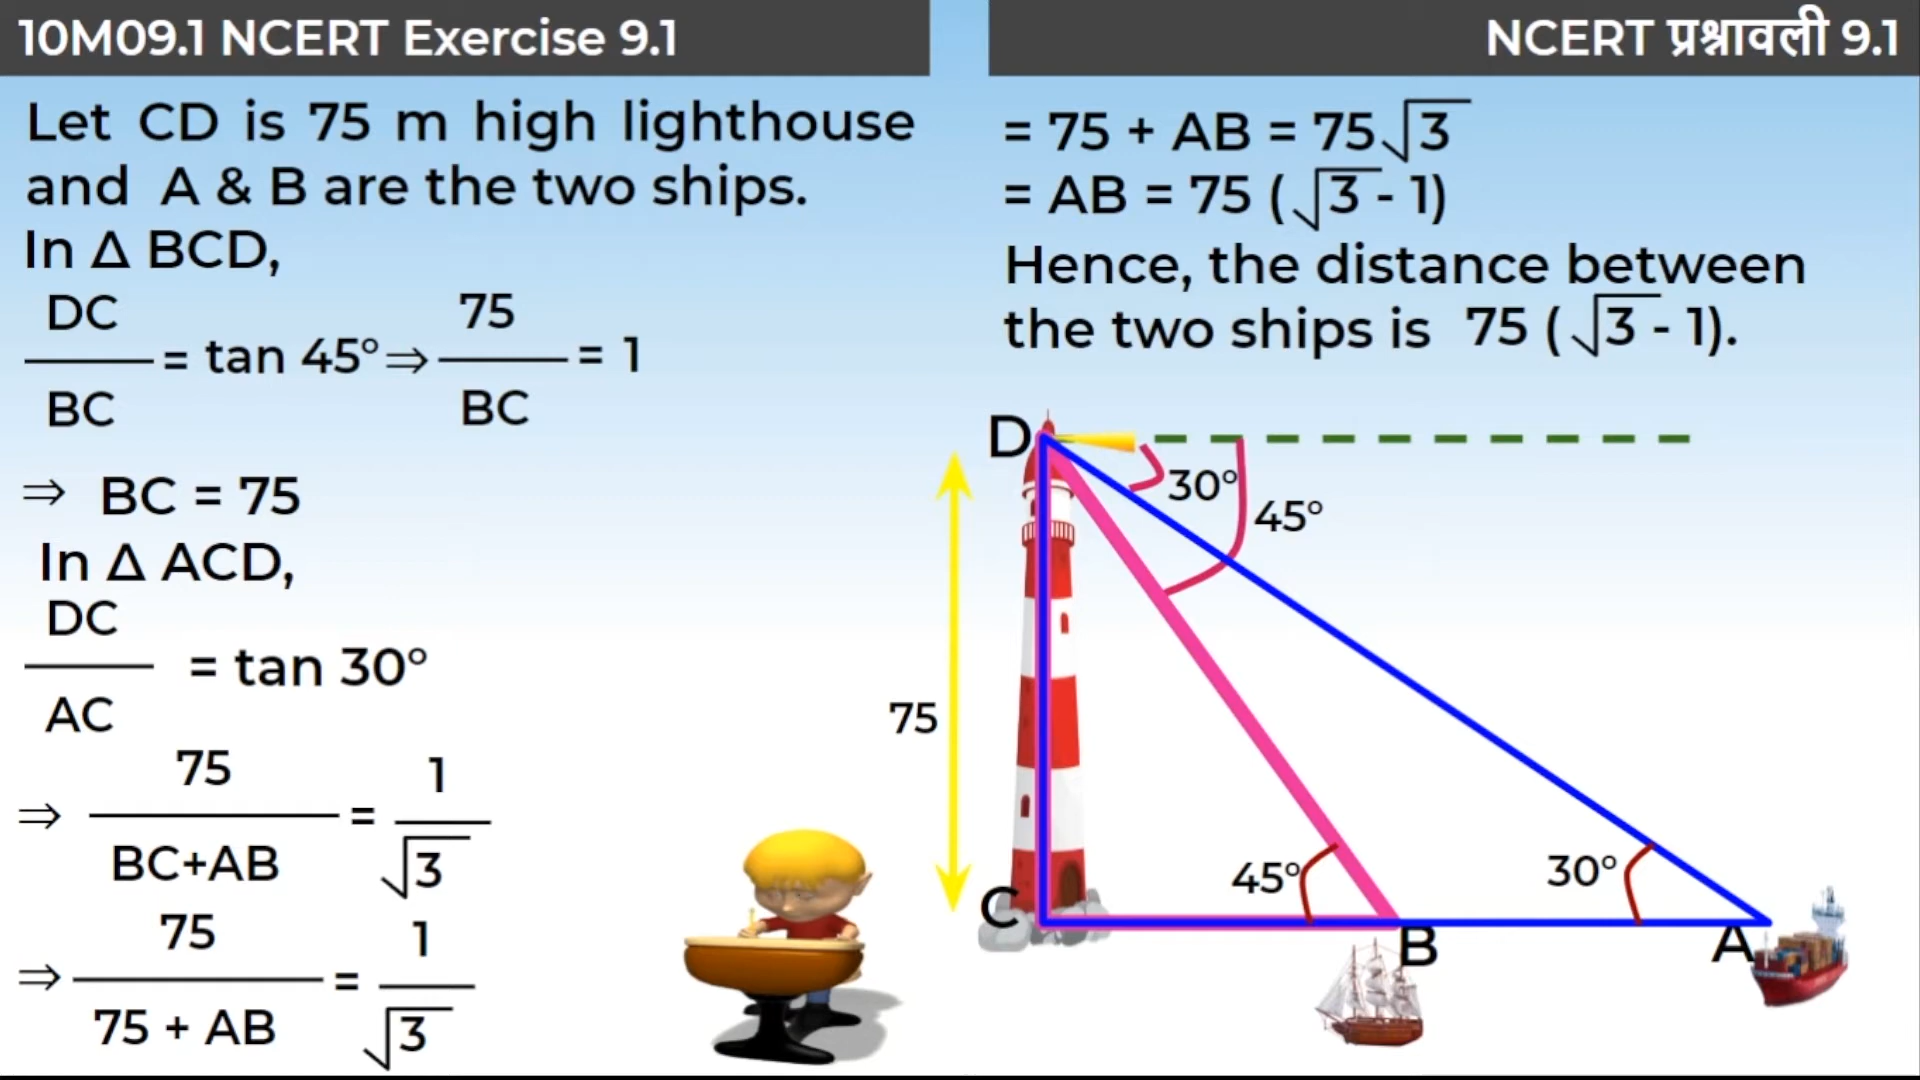 10M09.1 NCERT Exercise 9.1
NCERT प्रश्नावली 9.1
Let CD is 75 m high lighthouse
and A & B are the two ships.
In Δ BCD,
DC
BC
= tan 45° ⇒
75
BC
= 1
⇒ BC = 75
In Δ ACD,
DC
AC
= tan 30°
⇒
75
BC+AB
=
1
√3
⇒
75
75 + AB
=
1
√3
= 75 + AB = 75√3
= AB = 75 (√3 - 1)
Hence, the distance between
the two ships is 75 (√3 - 1).
D
30°
45°
75
C
45°
30°
B
A